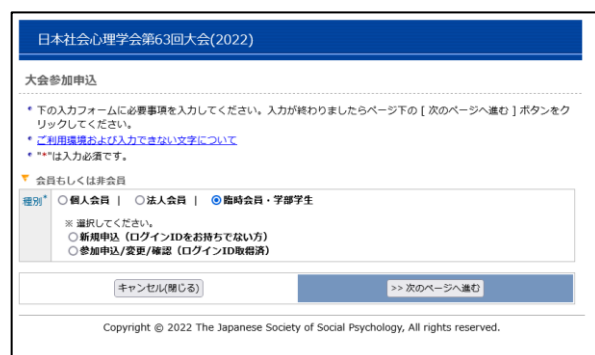 日本社会心理学会第63回大会(2022)
大会参加申込
* 下の入力フォームに必要事項を入力してください。入力が終わりましたらページ下の [ 次のページへ進む ] ボタンをク
リックしてください。
* ご利用環境および入力できない文字について
* "*"は入力必須です。
▼ 会員もしくは非会員
種別* ○個人会員 | ○法人会員 | ◉臨時会員・学部学生
※ 選択してください。
○新規申込（ログインIDをお持ちでない方）
○参加申込/変更/確認（ログインID取得済）
キャンセル(閉じる) >> 次のページへ進む
Copyright © 2022 The Japanese Society of Social Psychology, All rights reserved.